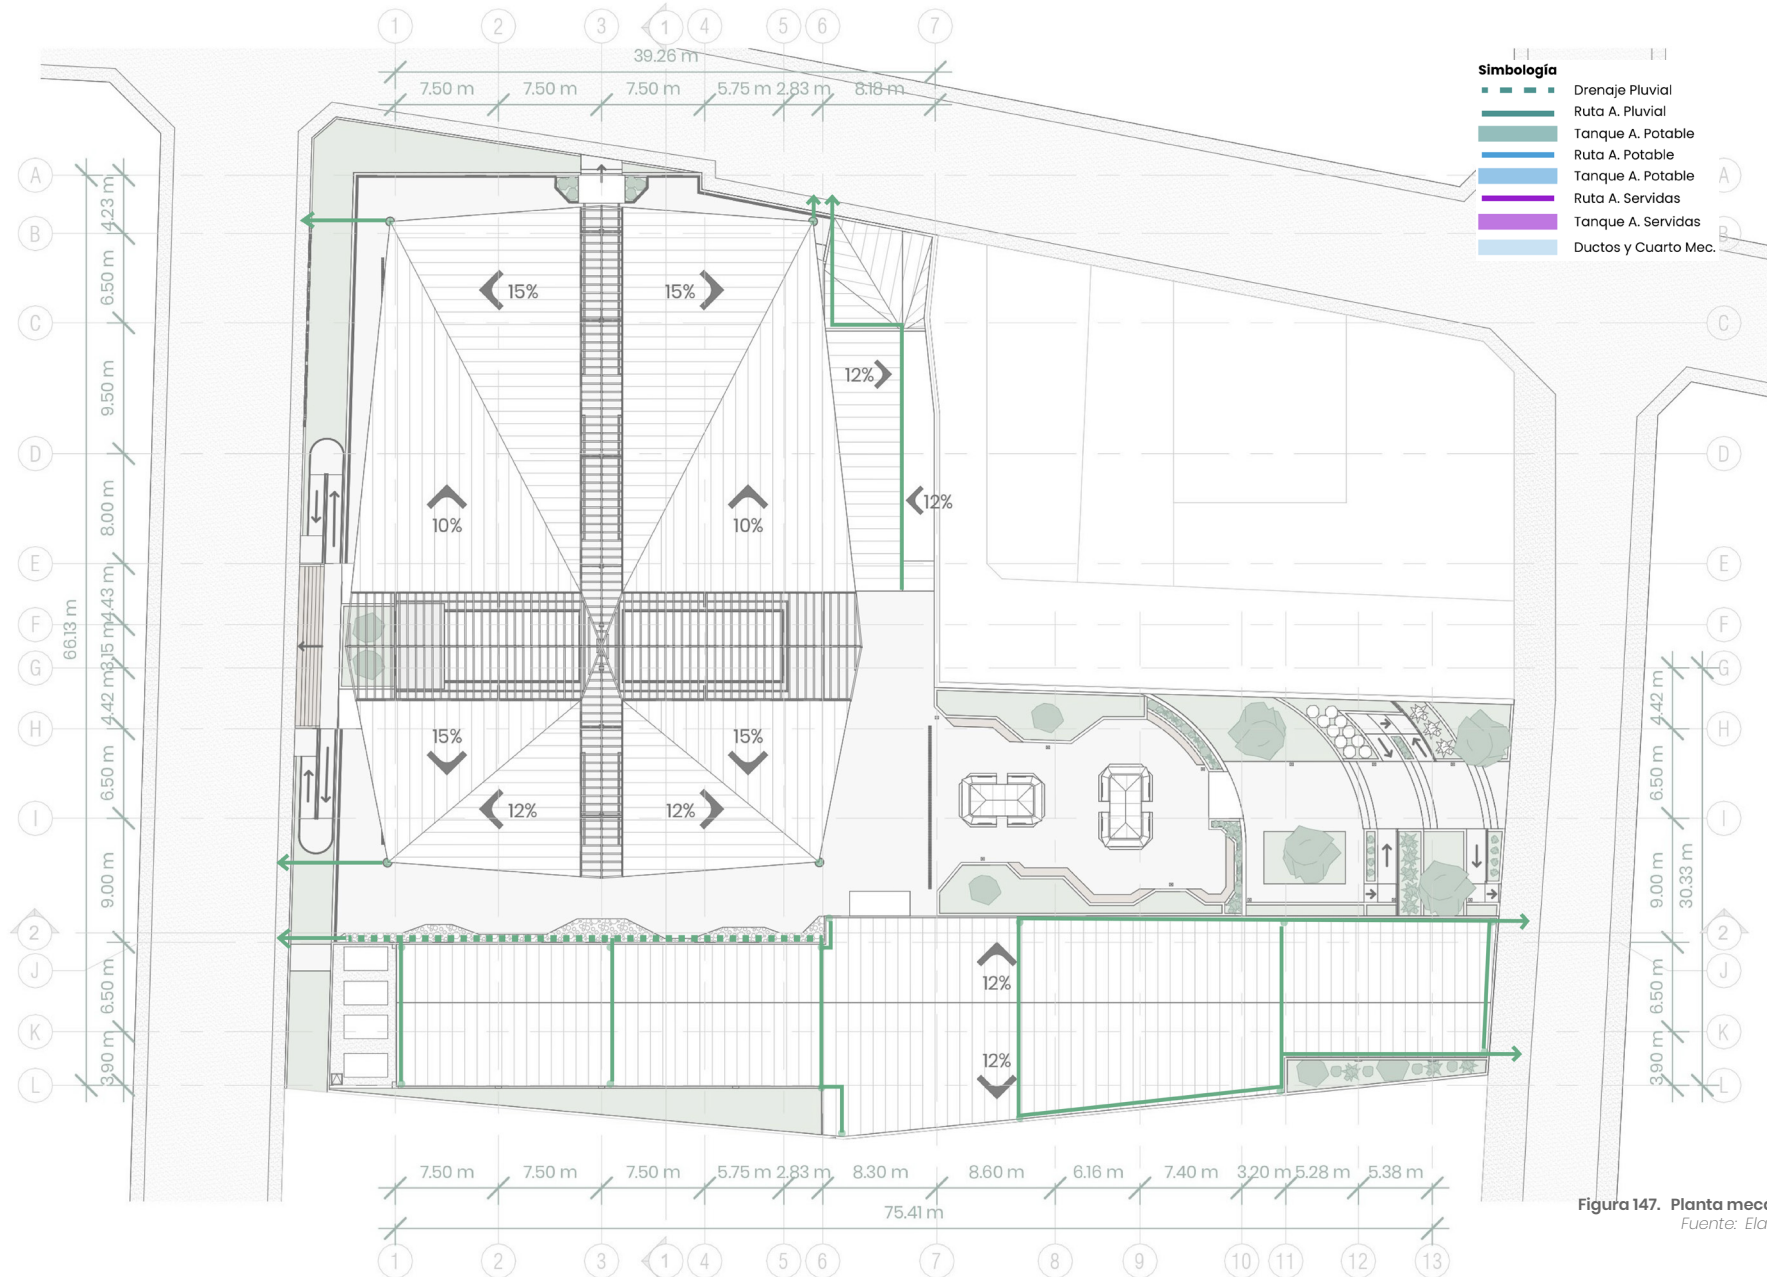 1 2 3 1 4 5 6 7
39.26 m
7.50 m 7.50 m 7.50 m 5.75 m 2.83 m 8.18 m
Simbología
Drenaje Pluvial
Ruta A. Pluvial
Tanque A. Potable
Ruta A. Potable
Tanque A. Potable
Ruta A. Servidas
Tanque A. Servidas
Ductos y Cuarto Mec.
A A
B B
C C
D D
E E
F F
G G
H H
I I
2 2
J J
K K
L L
66.13 m
4.23 m
6.50 m
9.50 m
8.00 m
4.43 m
3.15 m
4.42 m
6.50 m
9.00 m
6.50 m
3.90 m
15% 15%
12%
12%
10% 10%
15% 15%
12% 12%
12%
12%
4.42 m
6.50 m
9.00 m
6.50 m
3.90 m
30.33 m
7.50 m 7.50 m 7.50 m 5.75 m 2.83 m 8.30 m 8.60 m 6.16 m 7.40 m 3.20 m 5.28 m 5.38 m
75.41 m
1 2 3 1 4 5 6 7 8 9 10 11 12 13
Figura 147. Planta meca
Fuente: Ela